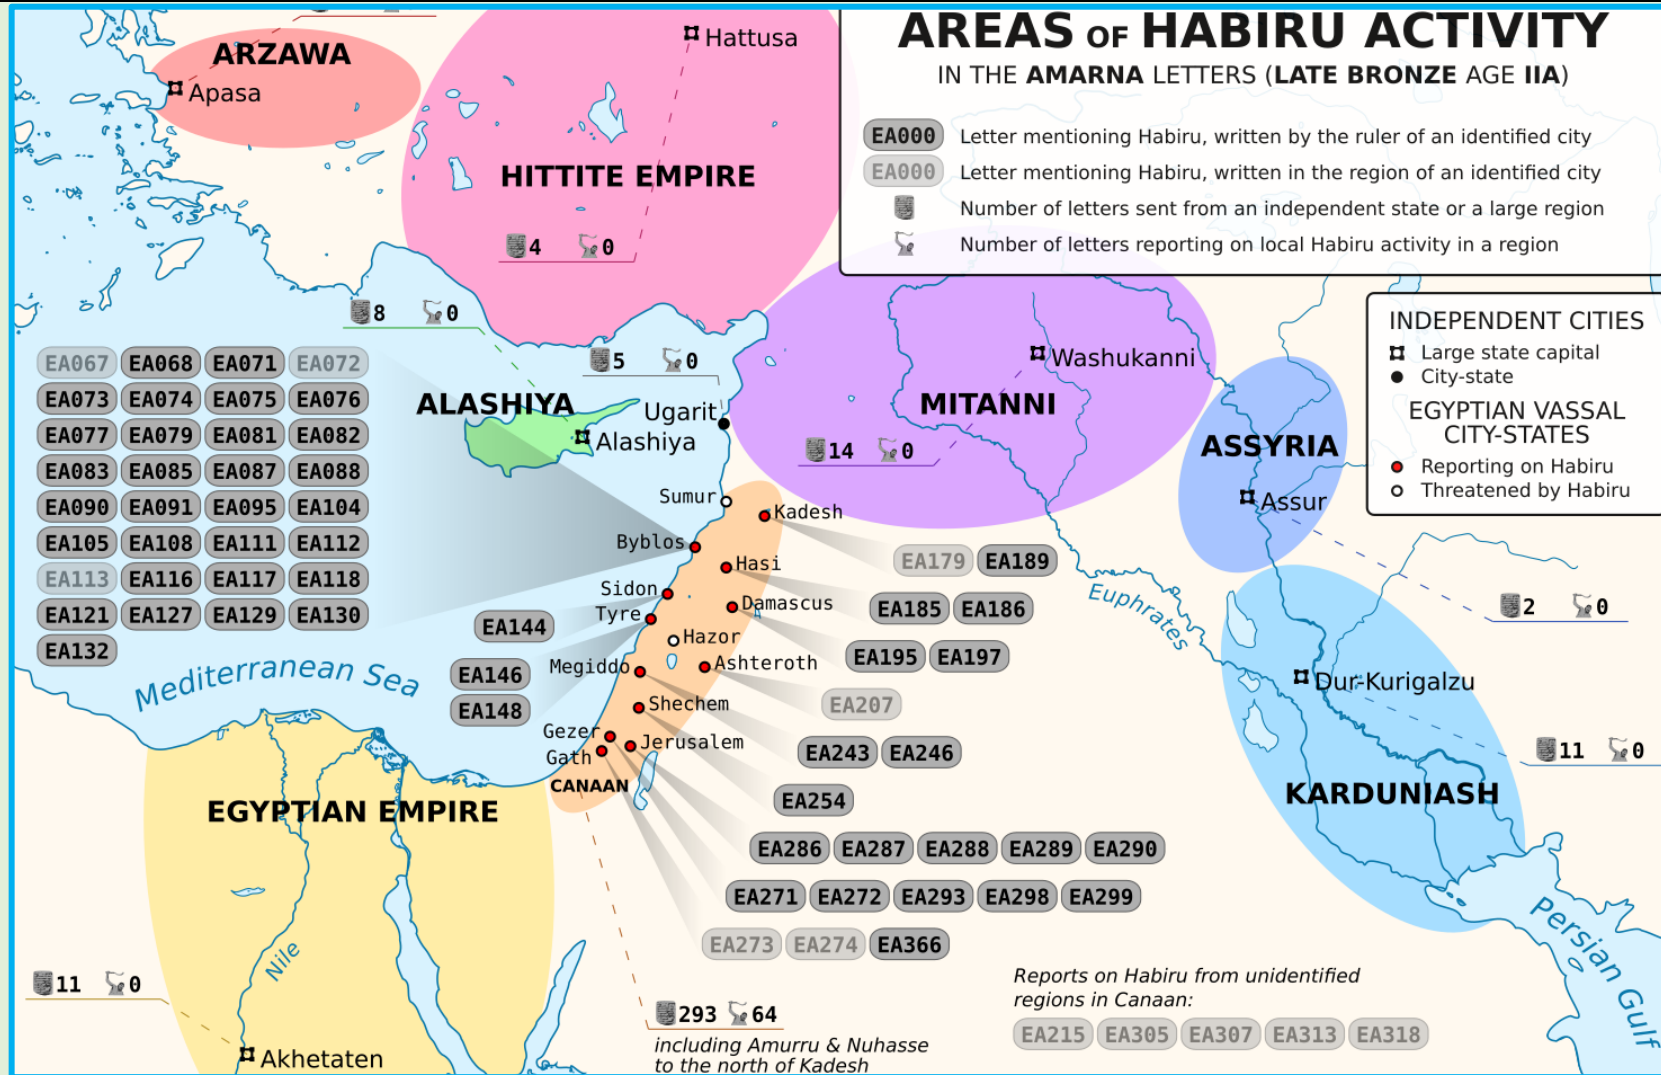 AREAS OF HABIRU ACTIVITY
IN THE AMARNA LETTERS (LATE BRONZE AGE IIA)
EA000 Letter mentioning Habiru, written by the ruler of an identified city
EA000 Letter mentioning Habiru, written in the region of an identified city
Number of letters sent from an independent state or a large region
Number of letters reporting on local Habiru activity in a region
INDEPENDENT CITIES
Large state capital
City-state
EGYPTIAN VASSAL
CITY-STATES
Reporting on Habiru
Threatened by Habiru
ARZAWA
Apasa
Hattusa
HITTITE EMPIRE
4 0
8 0
5 0
ALASHIYA
Alashiya
Ugarit
MITANNI
Washukanni
14 0
ASSYRIA
Assur
2 0
EA067 EA068 EA071 EA072
EA073 EA074 EA075 EA076
EA077 EA079 EA081 EA082
EA083 EA085 EA087 EA088
EA090 EA091 EA095 EA104
EA105 EA108 EA111 EA112
EA113 EA116 EA117 EA118
EA121 EA127 EA129 EA130
EA132
Sumur
Kadesh
EA179 EA189
Byblos
Hasi
EA185 EA186
Sidon
EA144
Tyre
EA146
EA148
Damascus
EA195 EA197
Hazor
Ashteroth
EA207
Megiddo
EA243 EA246
Shechem
EA254
Gezer
Jerusalem
Gath
CANAAN
EA286 EA287 EA288 EA289 EA290
EA271 EA272 EA293 EA298 EA299
EA273 EA274 EA366
Euphrates
Dur-Kurigalzu
11 0
KARDUNIASH
Persian Gulf
Mediterranean Sea
EGYPTIAN EMPIRE
Nile
11 0
Akhetaten
293 64
including Amurru & Nuhasse
to the north of Kadesh
Reports on Habiru from unidentified
regions in Canaan:
EA215 EA305 EA307 EA313 EA318